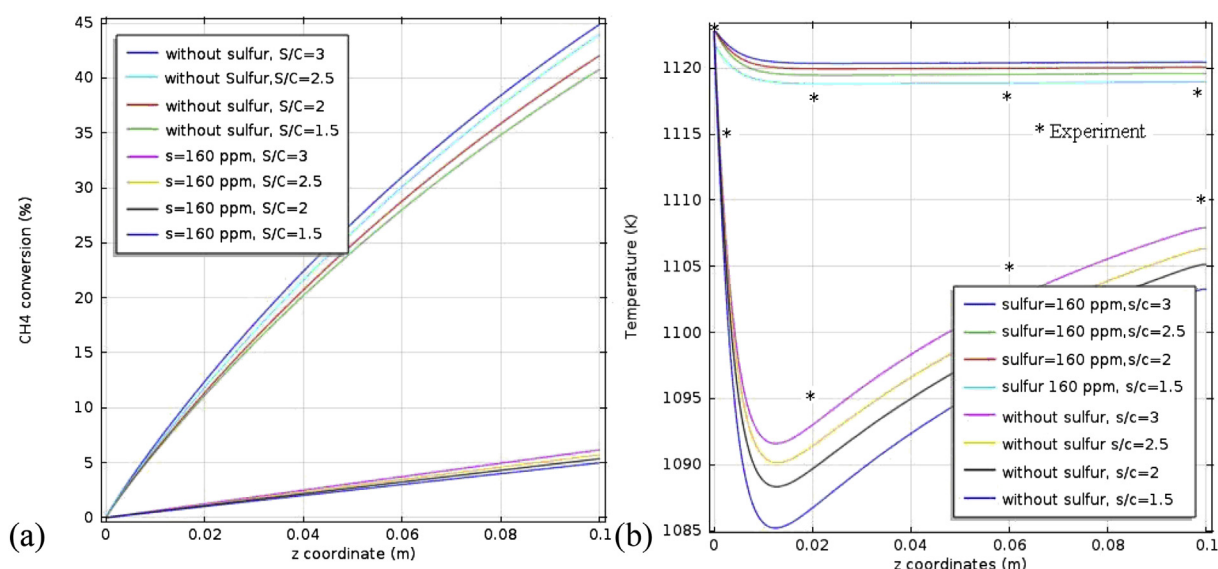 45
40
35
30
25
20
15
10
5
0
CH4 conversion (%)
without sulfur, S/C=3
without Sulfur,S/C=2.5
without sulfur, S/C=2
without sulfur, S/C=1.5
s=160 ppm, S/C=3
s=160 ppm, S/C=2.5
s=160 ppm, S/C=2
s=160 ppm, S/C=1.5
0 0.02 0.04 0.06 0.08 0.1
z coordinate (m)
(a)
1120
1115
1110
1105
1100
1095
1090
1085
Temperature (K)
* Experiment
sulfur=160 ppm,s/c=3
sulfur=160 ppm,s/c=2.5
sulfur=160 ppm,s/c=2
sulfur 160 ppm, s/c=1.5
without sulfur, s/c=3
without sulfur s/c=2.5
without sulfur, s/c=2
without sulfur, s/c=1.5
0 0.02 0.04 0.06 0.08 0.1
z coordinates (m)
(b)